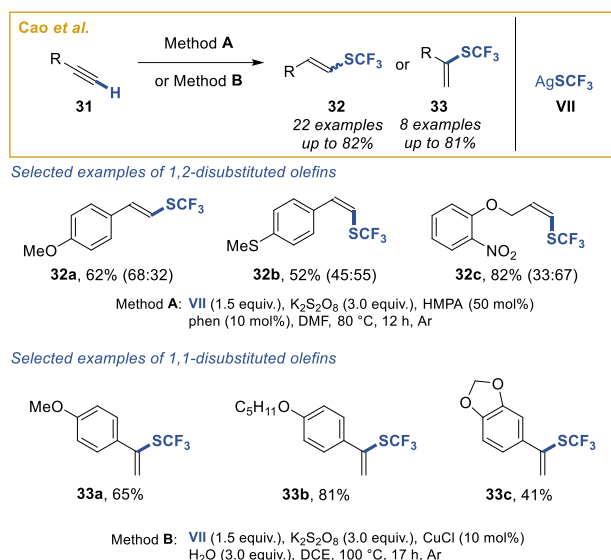 Cao et al.
R
H
31
Method A
or Method B
R
SCF3
32
22 examples
up to 82%
or
R
SCF3
33
8 examples
up to 81%
AgSCF3
VII
Selected examples of 1,2-disubstituted olefins
SCF3
MeO
32a, 62% (68:32)
SCF3
MeS
32b, 52% (45:55)
O
NO2
SCF3
32c, 82% (33:67)
Method A: VII (1.5 equiv.), K2S2O8 (3.0 equiv.), HMPA (50 mol%)
phen (10 mol%), DMF, 80 °C, 12 h, Ar
Selected examples of 1,1-disubstituted olefins
MeO
SCF3
33a, 65%
C5H11O
SCF3
33b, 81%
O
O
SCF3
33c, 41%
Method B: VII (1.5 equiv.), K2S2O8 (3.0 equiv.), CuCl (10 mol%)
H2O (3.0 equiv.), DCE, 100 °C, 17 h, Ar